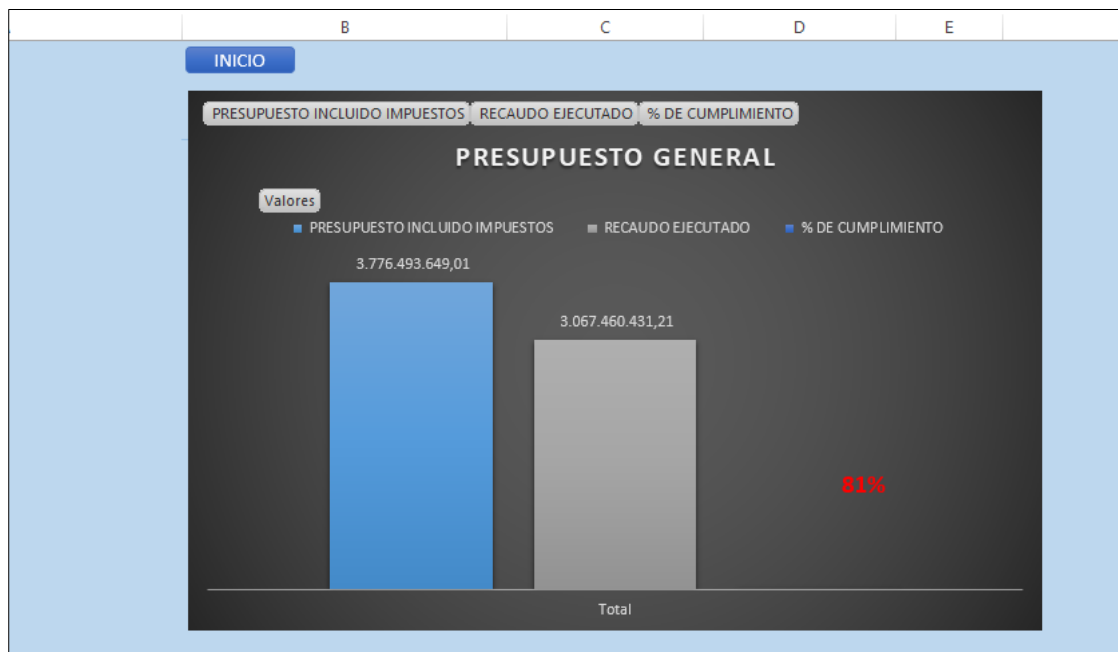 B C D E
INICIO
PRESUPUESTO INCLUIDO IMPUESTOS RECAUDO EJECUTADO % DE CUMPLIMIENTO
PRESUPUESTO GENERAL
Valores
PRESUPUESTO INCLUIDO IMPUESTOS RECAUDO EJECUTADO % DE CUMPLIMIENTO
3.776.493.649,01
3.067.460.431,21
81%
Total